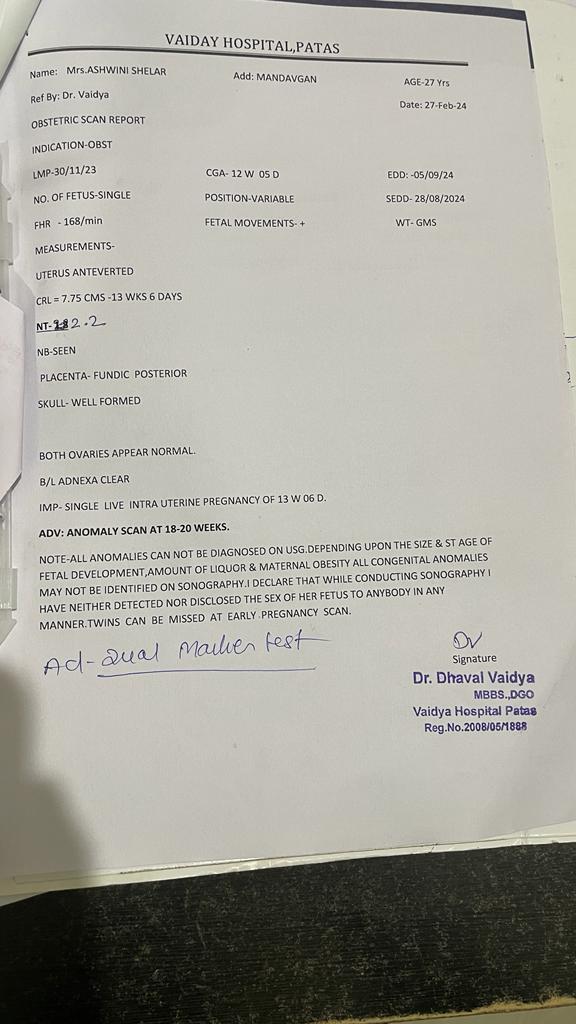 VAIDAY HOSPITAL,PATAS
Name: Mrs.ASHWINI SHELAR Add: MANDAVGAN AGE-27 Yrs
Ref By: Dr. Vaidya Date: 27-Feb-24
OBSTETRIC SCAN REPORT
INDICATION-OBST
LMP-30/11/23 CGA- 12 W 05 D EDD: -05/09/24
NO. OF FETUS-SINGLE POSITION-VARIABLE SEDD- 28/08/2024
FHR - 168/min FETAL MOVEMENTS- + WT- GMS
MEASUREMENTS-
UTERUS ANTEVERTED
CRL = 7.75 CMS -13 WKS 6 DAYS
NT- 2.2
NB-SEEN
PLACENTA- FUNDIC POSTERIOR
SKULL- WELL FORMED
BOTH OVARIES APPEAR NORMAL.
B/L ADNEXA CLEAR
IMP- SINGLE LIVE INTRA UTERINE PREGNANCY OF 13 W 06 D.
ADV: ANOMALY SCAN AT 18-20 WEEKS.
NOTE-ALL ANOMALIES CAN NOT BE DIAGNOSED ON USG.DEPENDING UPON THE SIZE & ST AGE OF
FETAL DEVELOPMENT,AMOUNT OF LIQUOR & MATERNAL OBESITY ALL CONGENITAL ANOMALIES
MAY NOT BE IDENTIFIED ON SONOGRAPHY.I DECLARE THAT WHILE CONDUCTING SONOGRAPHY I
HAVE NEITHER DETECTED NOR DISCLOSED THE SEX OF HER FETUS TO ANYBODY IN ANY
MANNER.TWINS CAN BE MISSED AT EARLY PREGNANCY SCAN.
Ad- Dual Marker test
Signature
Dr. Dhaval Vaidya
MBBS.,DGO
Vaidya Hospital Patas
Reg.No.2008/05/1888